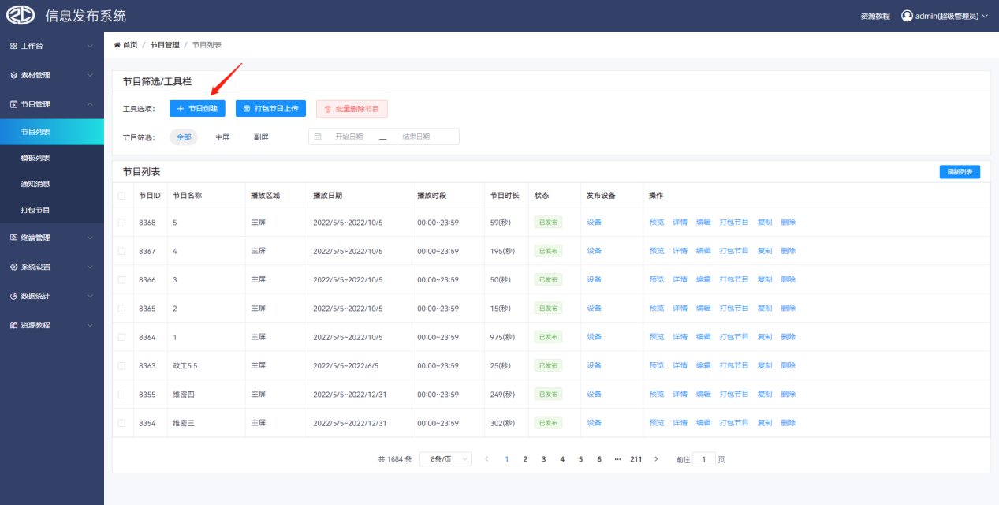 信息发布系统
资源教程 admin(超级管理员)
工作台
素材管理
节目管理
节目列表
模板列表
通知消息
打包节目
终端管理
系统设置
数据统计
资源教程
首页 / 节目管理 / 节目列表
节目筛选/工具栏
工具选项: + 节目创建 打包节目上传 批量删除节目
节目筛选: 全部 主屏 副屏 开始日期 — 结束日期
节目列表 刷新列表
节目ID 节目名称 播放区域 播放日期 播放时段 节目时长 状态 发布设备 操作
8368 5 主屏 2022/5/5~2022/10/5 00:00~23:59 59(秒) 已发布 设备 预览 详情 编辑 打包节目 复制 删除
8367 4 主屏 2022/5/5~2022/10/5 00:00~23:59 195(秒) 已发布 设备 预览 详情 编辑 打包节目 复制 删除
8366 3 主屏 2022/5/5~2022/10/5 00:00~23:59 50(秒) 已发布 设备 预览 详情 编辑 打包节目 复制 删除
8365 2 主屏 2022/5/5~2022/10/5 00:00~23:59 15(秒) 已发布 设备 预览 详情 编辑 打包节目 复制 删除
8364 1 主屏 2022/5/5~2022/10/5 00:00~23:59 975(秒) 已发布 设备 预览 详情 编辑 打包节目 复制 删除
8363 政工5.5 主屏 2022/5/5~2022/6/5 00:00~23:59 25(秒) 已发布 设备 预览 详情 编辑 打包节目 复制 删除
8355 维密四 主屏 2022/5/5~2022/12/31 00:00~23:59 249(秒) 已发布 设备 预览 详情 编辑 打包节目 复制 删除
8354 维密三 主屏 2022/5/5~2022/12/31 00:00~23:59 302(秒) 已发布 设备 预览 详情 编辑 打包节目 复制 删除
共 1684 条 8条/页 < 1 2 3 4 5 6 ··· 211 > 前往 1 页